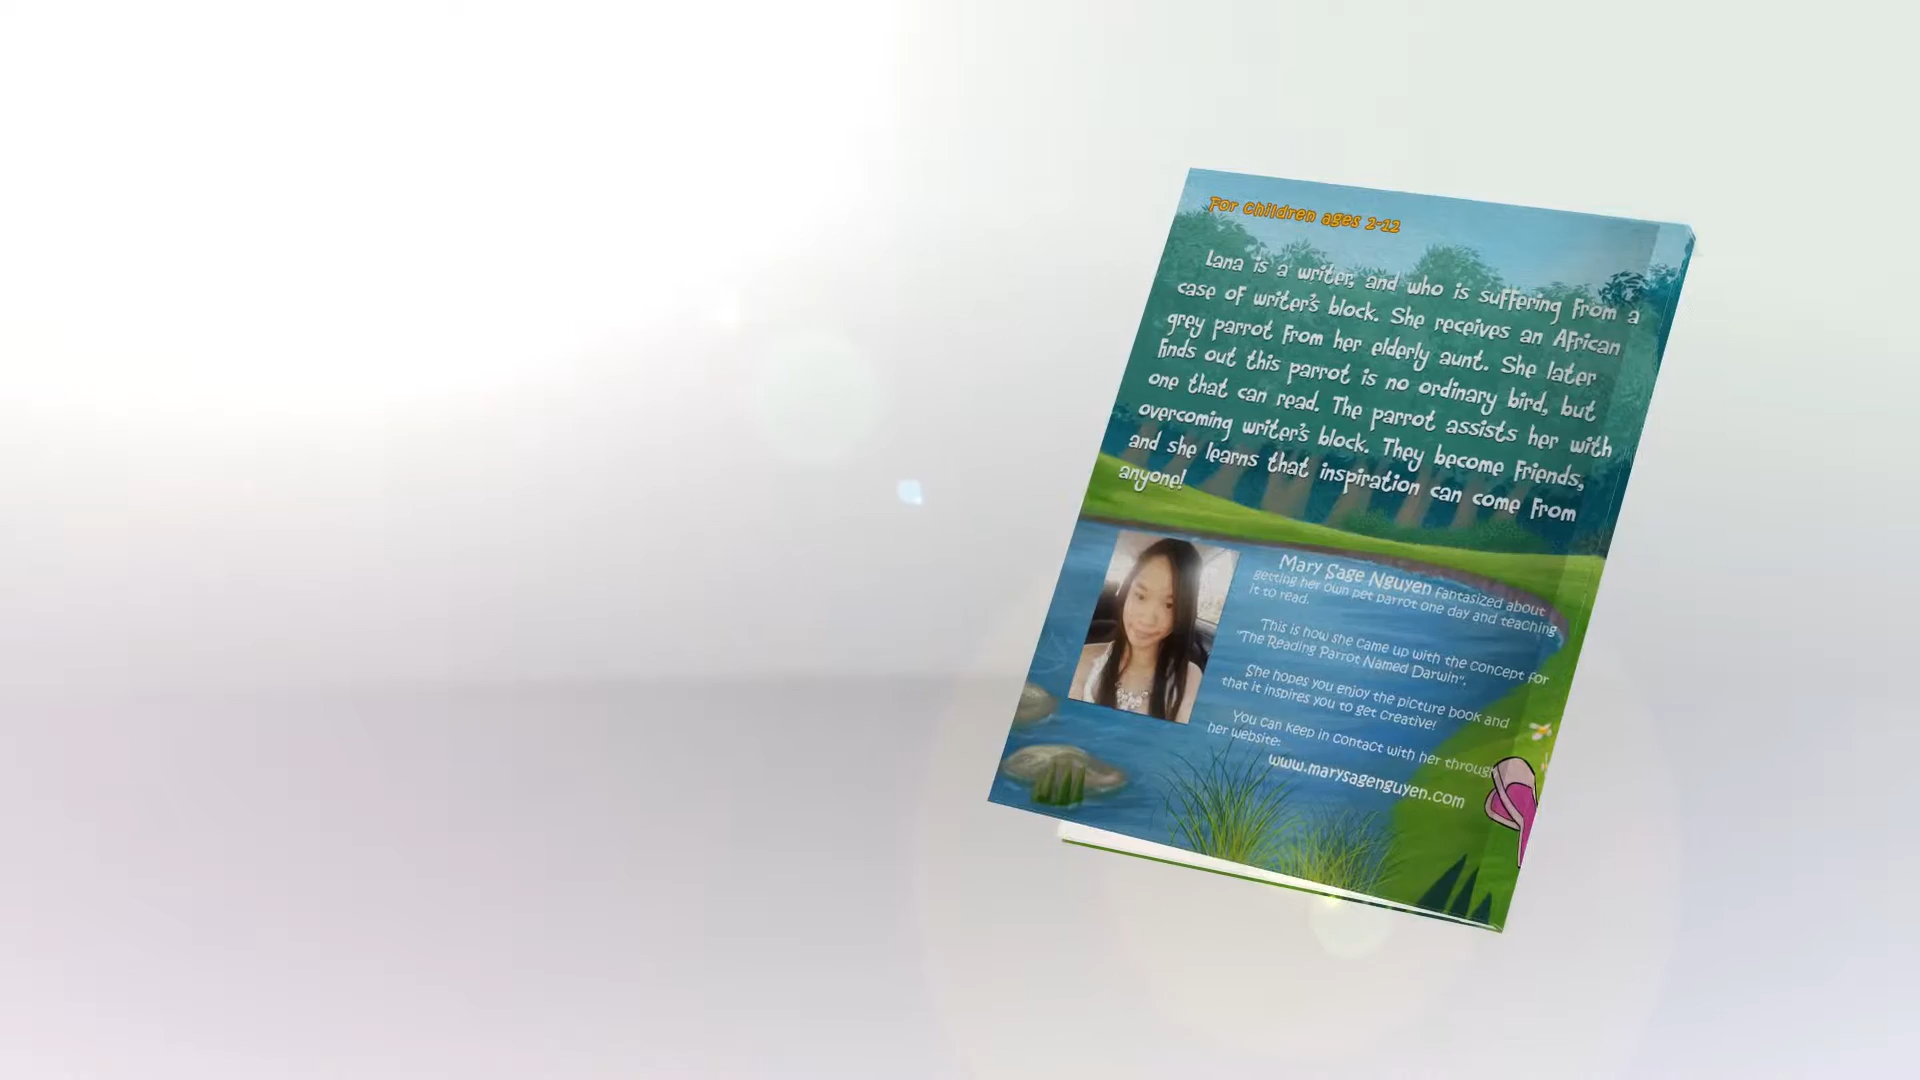 For children ages 2-12
Lana is a writer, and who is suffering from a
case of writer's block. She receives an African
grey parrot from her elderly aunt. She later
finds out this parrot is no ordinary bird, but
one that can read. The parrot assists her with
overcoming writer's block. They become friends,
and she learns that inspiration can come from
anyone!
Mary Sage Nguyen fantasized about
getting her own pet parrot one day and teaching
it to read.
This is how she came up with the concept for
"The Reading Parrot Named Darwin".
She hopes you enjoy the picture book and
that it inspires you to get creative!
You can keep in contact with her through
her website:
www.marysagenguyen.com